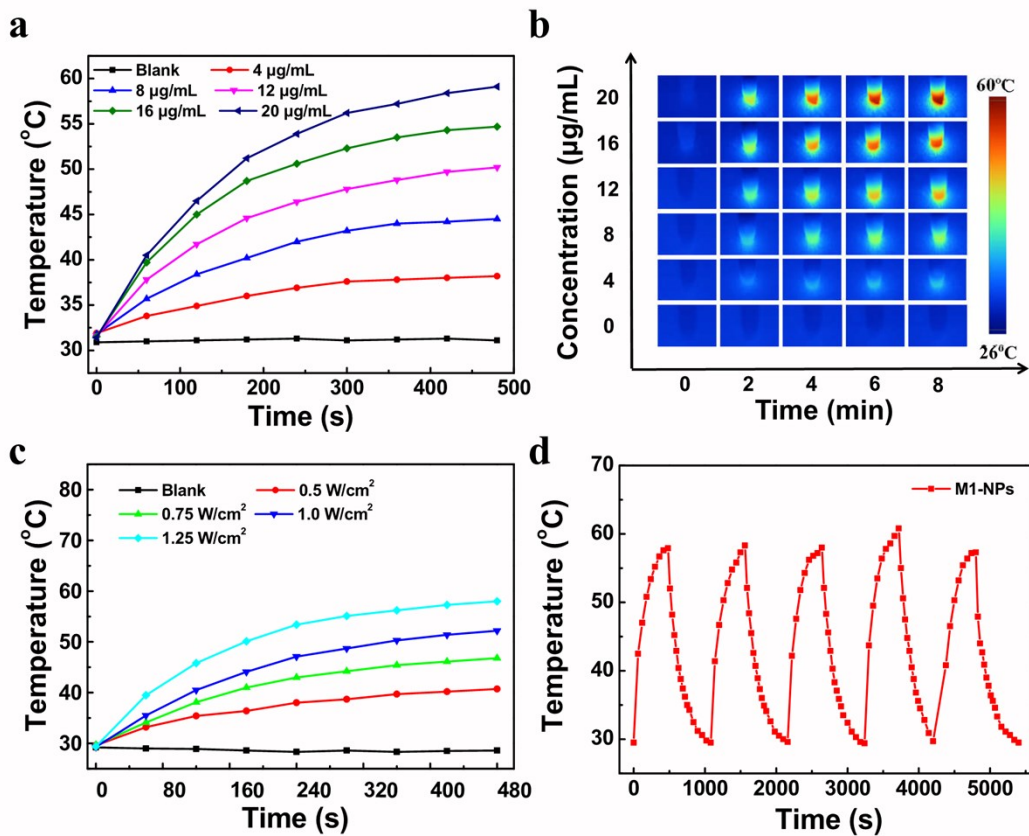 a
Temperature (°C)
60
55
50
45
40
35
30
Blank 4 µg/mL
8 µg/mL 12 µg/mL
16 µg/mL 20 µg/mL
0 100 200 300 400 500
Time (s)
b
Concentration (µg/mL)
20
16
12
8
4
0
60°C
26°C
0 2 4 6 8
Time (min)
c
Temperature (°C)
80
70
60
50
40
30
Blank 0.5 W/cm²
0.75 W/cm² 1.0 W/cm²
1.25 W/cm²
0 80 160 240 320 400 480
Time (s)
d
Temperature (°C)
70
60
50
40
30
M1-NPs
0 1000 2000 3000 4000 5000
Time (s)